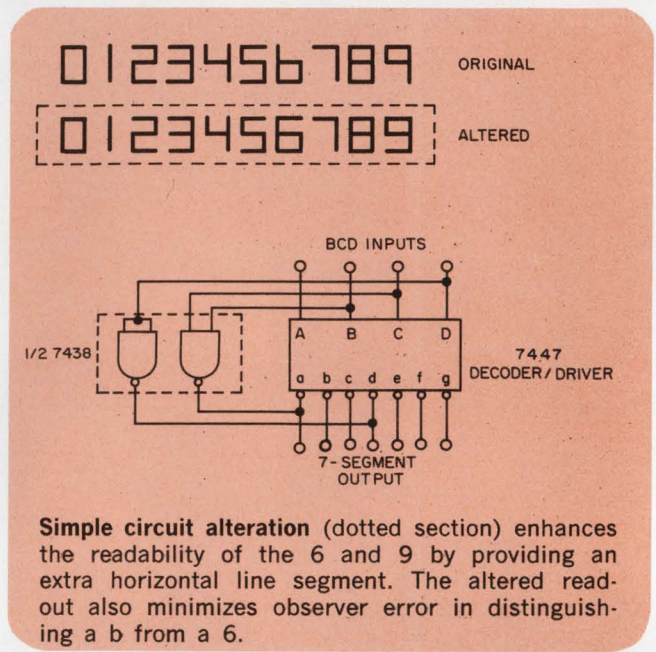 0123456789 ORIGINAL
0123456789 ALTERED
BCD INPUTS
A B C D
1/2 7438
a b c d e f g
7447
DECODER/DRIVER
7-SEGMENT
OUTPUT
Simple circuit alteration (dotted section) enhances
the readability of the 6 and 9 by providing an
extra horizontal line segment. The altered read-
out also minimizes observer error in distinguish-
ing a b from a 6.